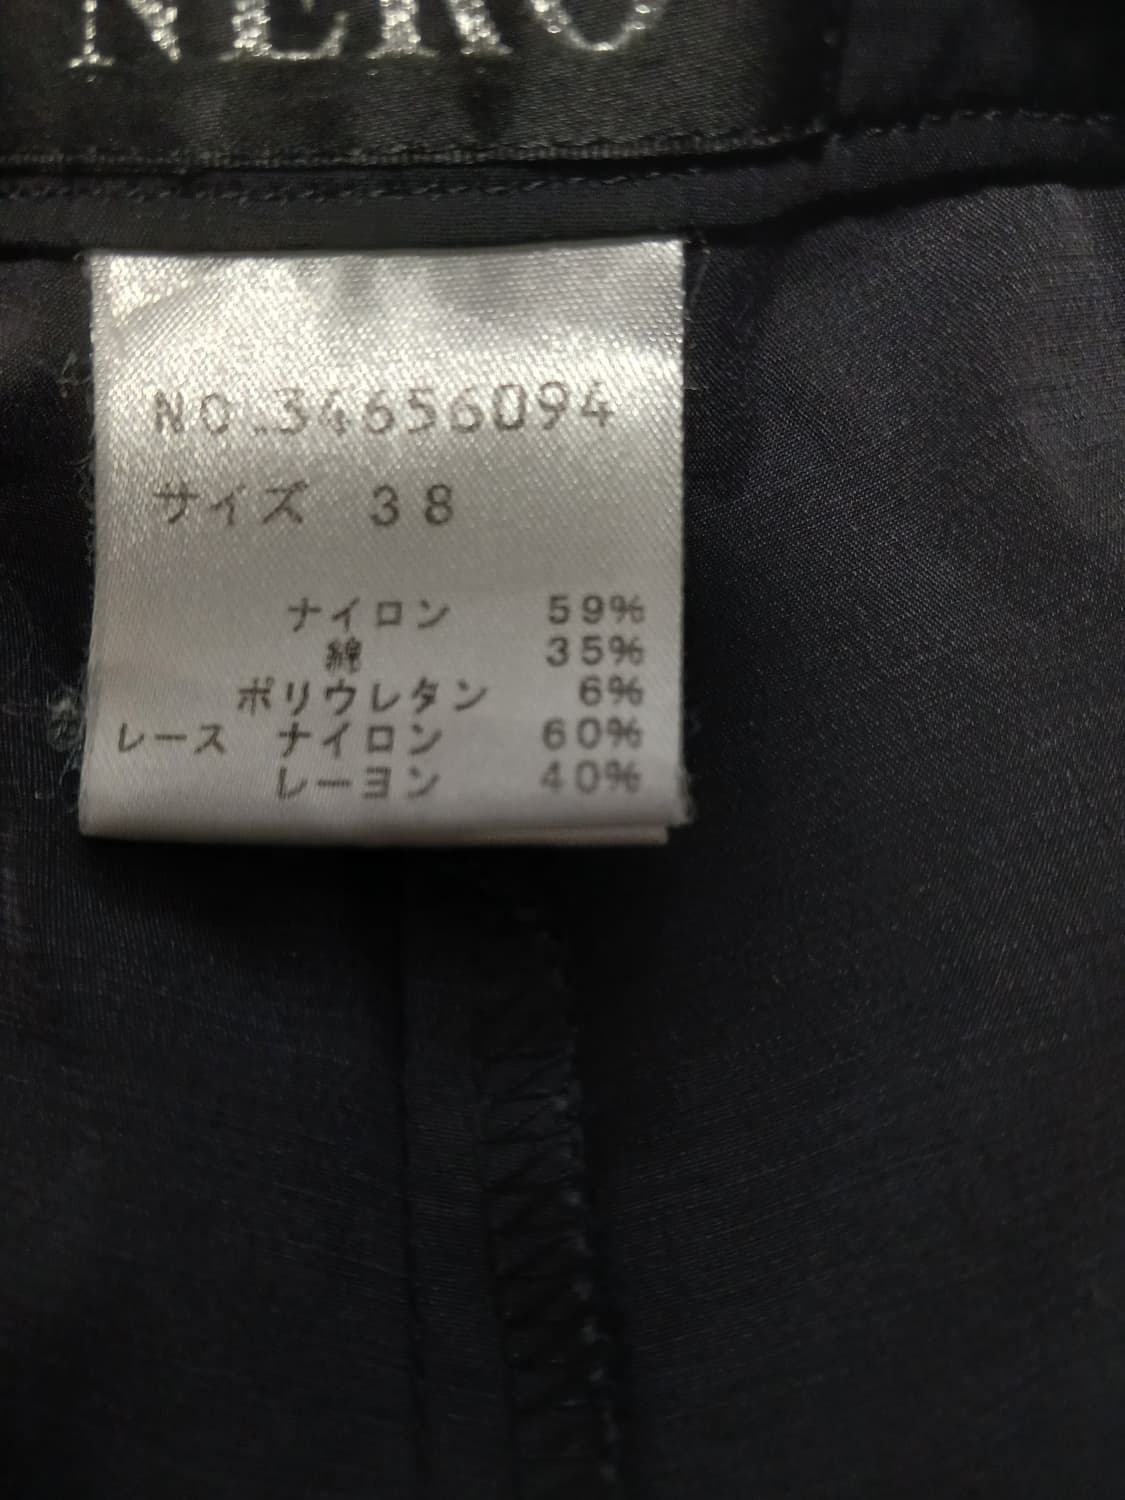 NERO
NO.34656094
サイズ 38
ナイロン 59%
綿 35%
ポリウレタン 6%
レース ナイロン 60%
レーヨン 40%